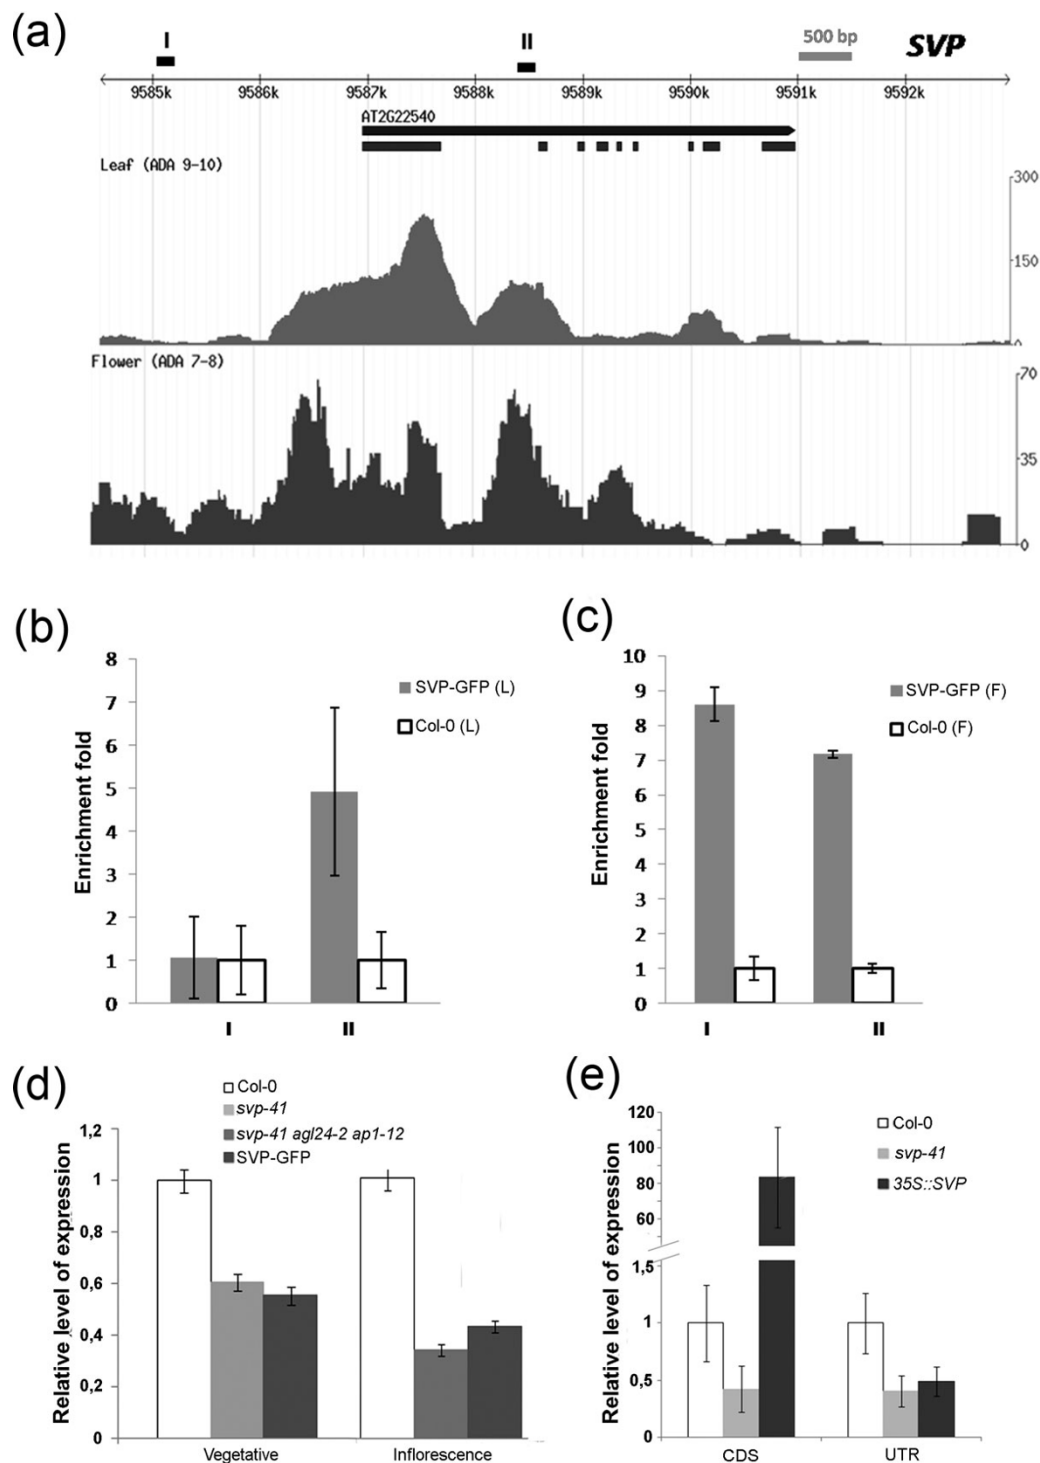 (a)
I
II
500 bp
SVP
9585k 9586k 9587k 9588k 9589k 9590k 9591k 9592k
AT2G22540
Leaf (ADA 9-10)
300
150
0
Flower (ADA 7-8)
70
35
0
(b)
8
7
6
5
4
3
2
1
0
Enrichment fold
SVP-GFP (L)
Col-0 (L)
I II
(c)
10
9
8
7
6
5
4
3
2
1
0
Enrichment fold
SVP-GFP (F)
Col-0 (F)
I II
(d)
Col-0
svp-41
svp-41 agl24-2 ap1-12
SVP-GFP
1,2
1
0,8
0,6
0,4
0,2
0
Relative level of expression
Vegetative Inflorescence
(e)
120
100
80
60
1,5
1
0,5
0
Relative level of expression
Col-0
svp-41
35S::SVP
CDS UTR